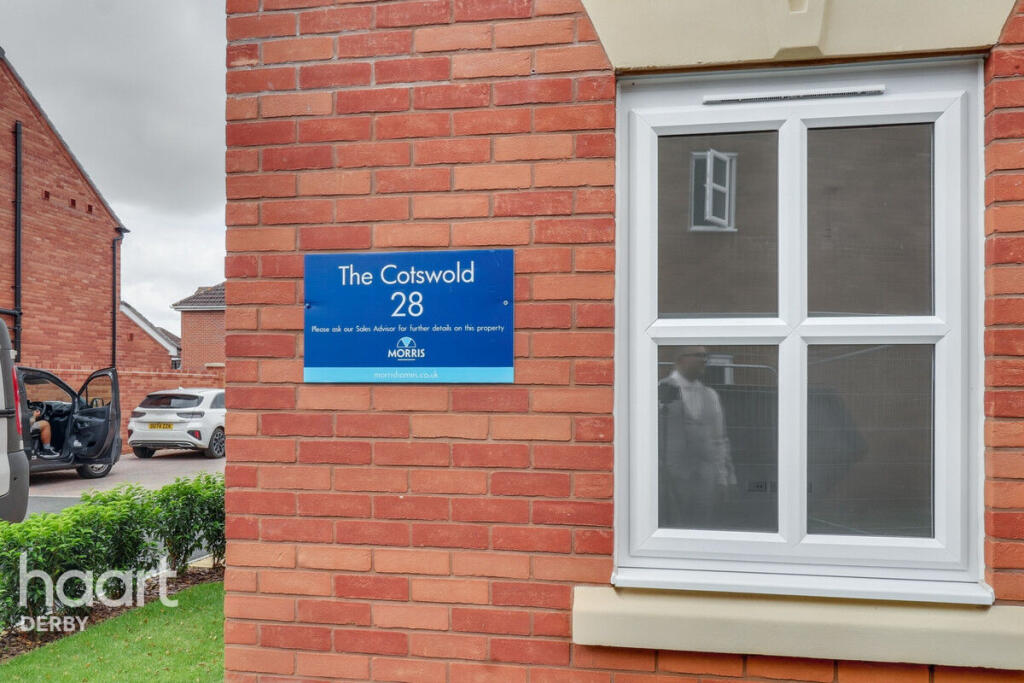 The Cotswold
28
Please ask our Sales Advisor for further details on this property
MORRIS
morrishomes.co.uk
haart
DERBY